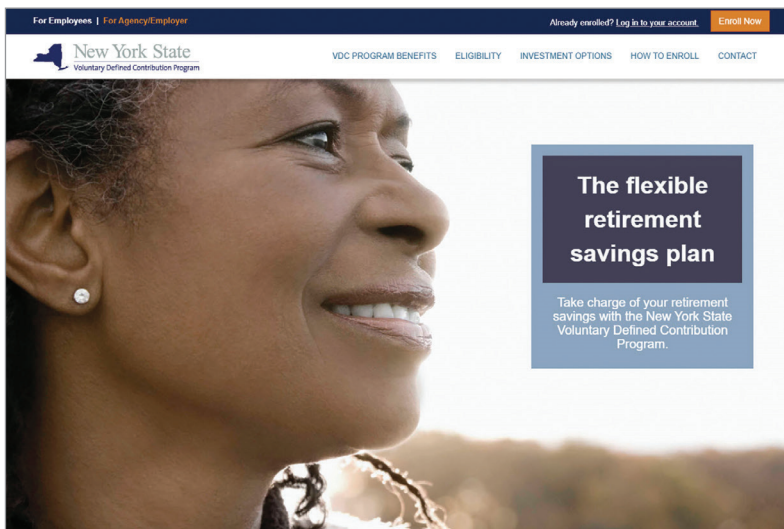 For Employees | For Agency/Employer
Already enrolled? Log in to your account.
Enroll Now
New York State
Voluntary Defined Contribution Program
VDC PROGRAM BENEFITS
ELIGIBILITY
INVESTMENT OPTIONS
HOW TO ENROLL
CONTACT
The flexible
retirement
savings plan
Take charge of your retirement
savings with the New York State
Voluntary Defined Contribution
Program.